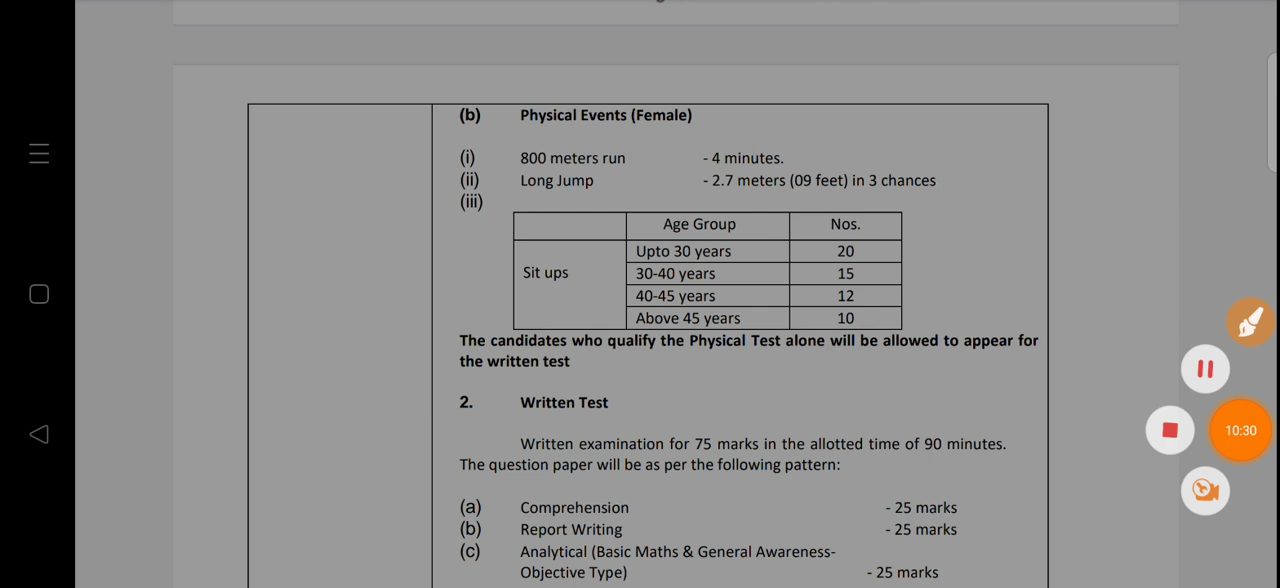 (b) Physical Events (Female)
(i) 800 meters run - 4 minutes.
(ii) Long Jump - 2.7 meters (09 feet) in 3 chances
(iii)
Age Group Nos.
Upto 30 years 20
Sit ups 30-40 years 15
40-45 years 12
Above 45 years 10
The candidates who qualify the Physical Test alone will be allowed to appear for
the written test
2. Written Test
Written examination for 75 marks in the allotted time of 90 minutes.
The question paper will be as per the following pattern:
(a) Comprehension - 25 marks
(b) Report Writing - 25 marks
(c) Analytical (Basic Maths & General Awareness-
Objective Type) - 25 marks
10:30